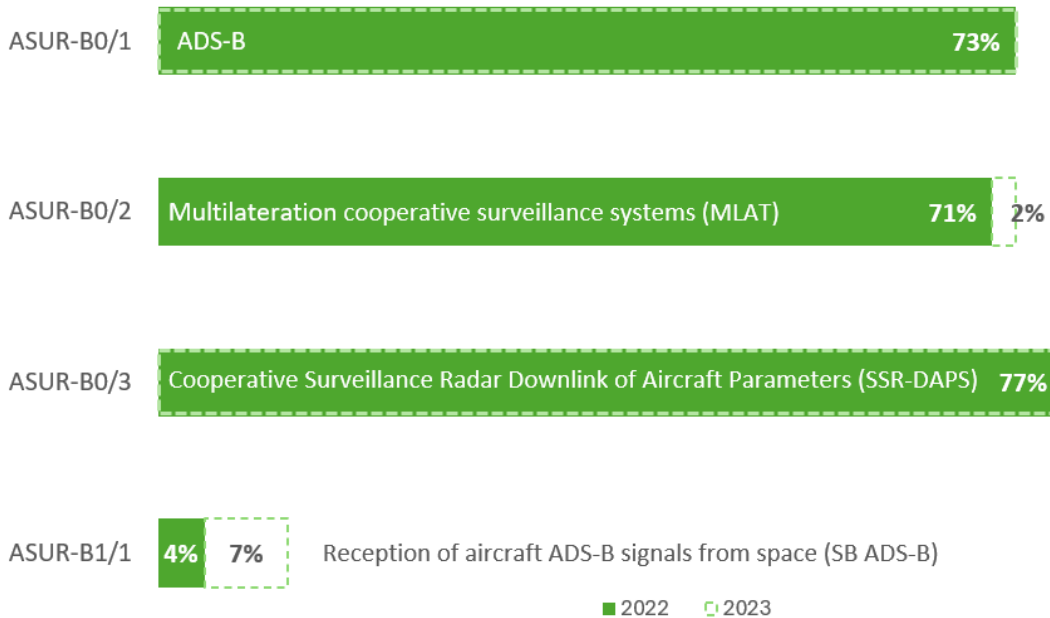 ASUR-B0/1 ADS-B 73%
ASUR-B0/2 Multilateration cooperative surveillance systems (MLAT) 71% 2%
ASUR-B0/3 Cooperative Surveillance Radar Downlink of Aircraft Parameters (SSR-DAPS) 77%
ASUR-B1/1 4% 7% Reception of aircraft ADS-B signals from space (SB ADS-B)
2022 2023